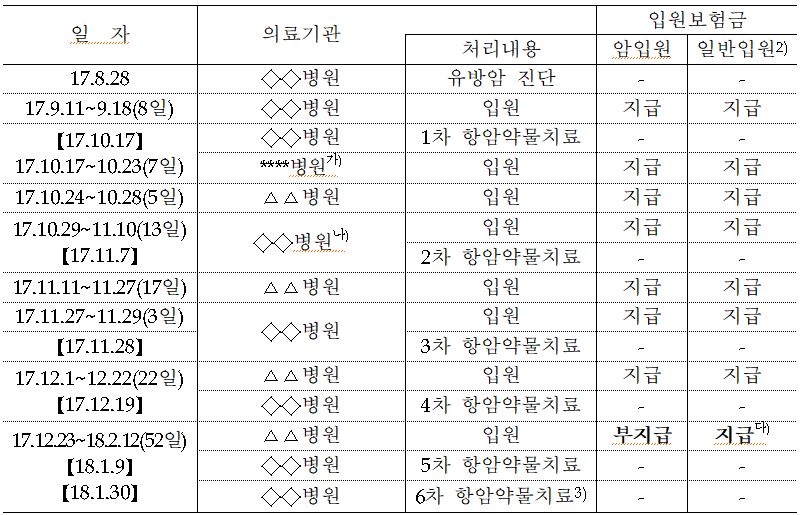 일 자 의료기관 입원보험금
처리내용 암입원 일반입원2)
17.8.28 ◇◇병원 유방암 진단 - -
17.9.11~9.18(8일) ◇◇병원 입원 지급 지급
【17.10.17】 ◇◇병원 1차 항암약물치료 - -
17.10.17~10.23(7일) ****병원가) 입원 지급 지급
17.10.24~10.28(5일) △△병원 입원 지급 지급
17.10.29~11.10(13일) ◇◇병원나) 입원 지급 지급
【17.11.7】 2차 항암약물치료 - -
17.11.11~11.27(17일) △△병원 입원 지급 지급
17.11.27~11.29(3일) ◇◇병원 입원 지급 지급
【17.11.28】 3차 항암약물치료 - -
17.12.1~12.22(22일) △△병원 입원 지급 지급
【17.12.19】 ◇◇병원 4차 항암약물치료 - -
17.12.23~18.2.12(52일) △△병원 입원 부지급 지급다)
【18.1.9】 ◇◇병원 5차 항암약물치료 - -
【18.1.30】 ◇◇병원 6차 항암약물치료3) - -